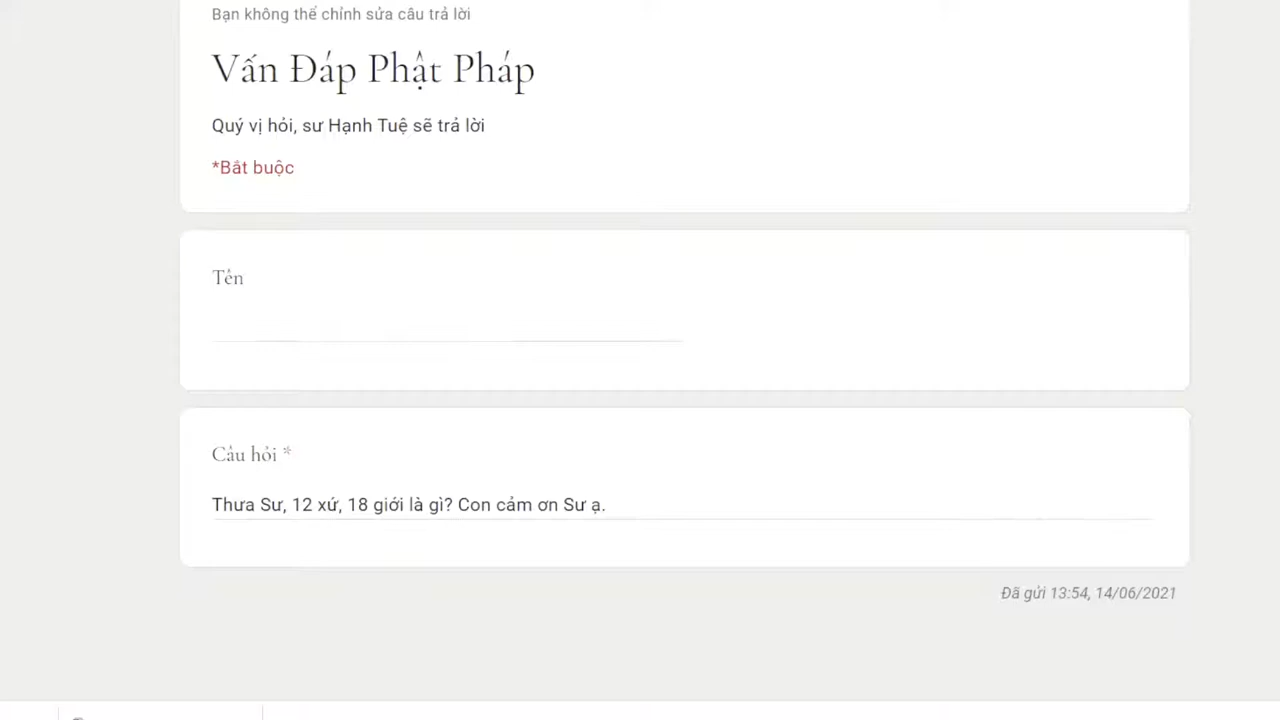 Bạn không thể chỉnh sửa câu trả lời
Vấn Đáp Phật Pháp
Quý vị hỏi, sư Hạnh Tuệ sẽ trả lời
*Bắt buộc
Tên
Câu hỏi *
Thưa Sư, 12 xứ, 18 giới là gì? Con cảm ơn Sư ạ.
Đã gửi 13:54, 14/06/2021